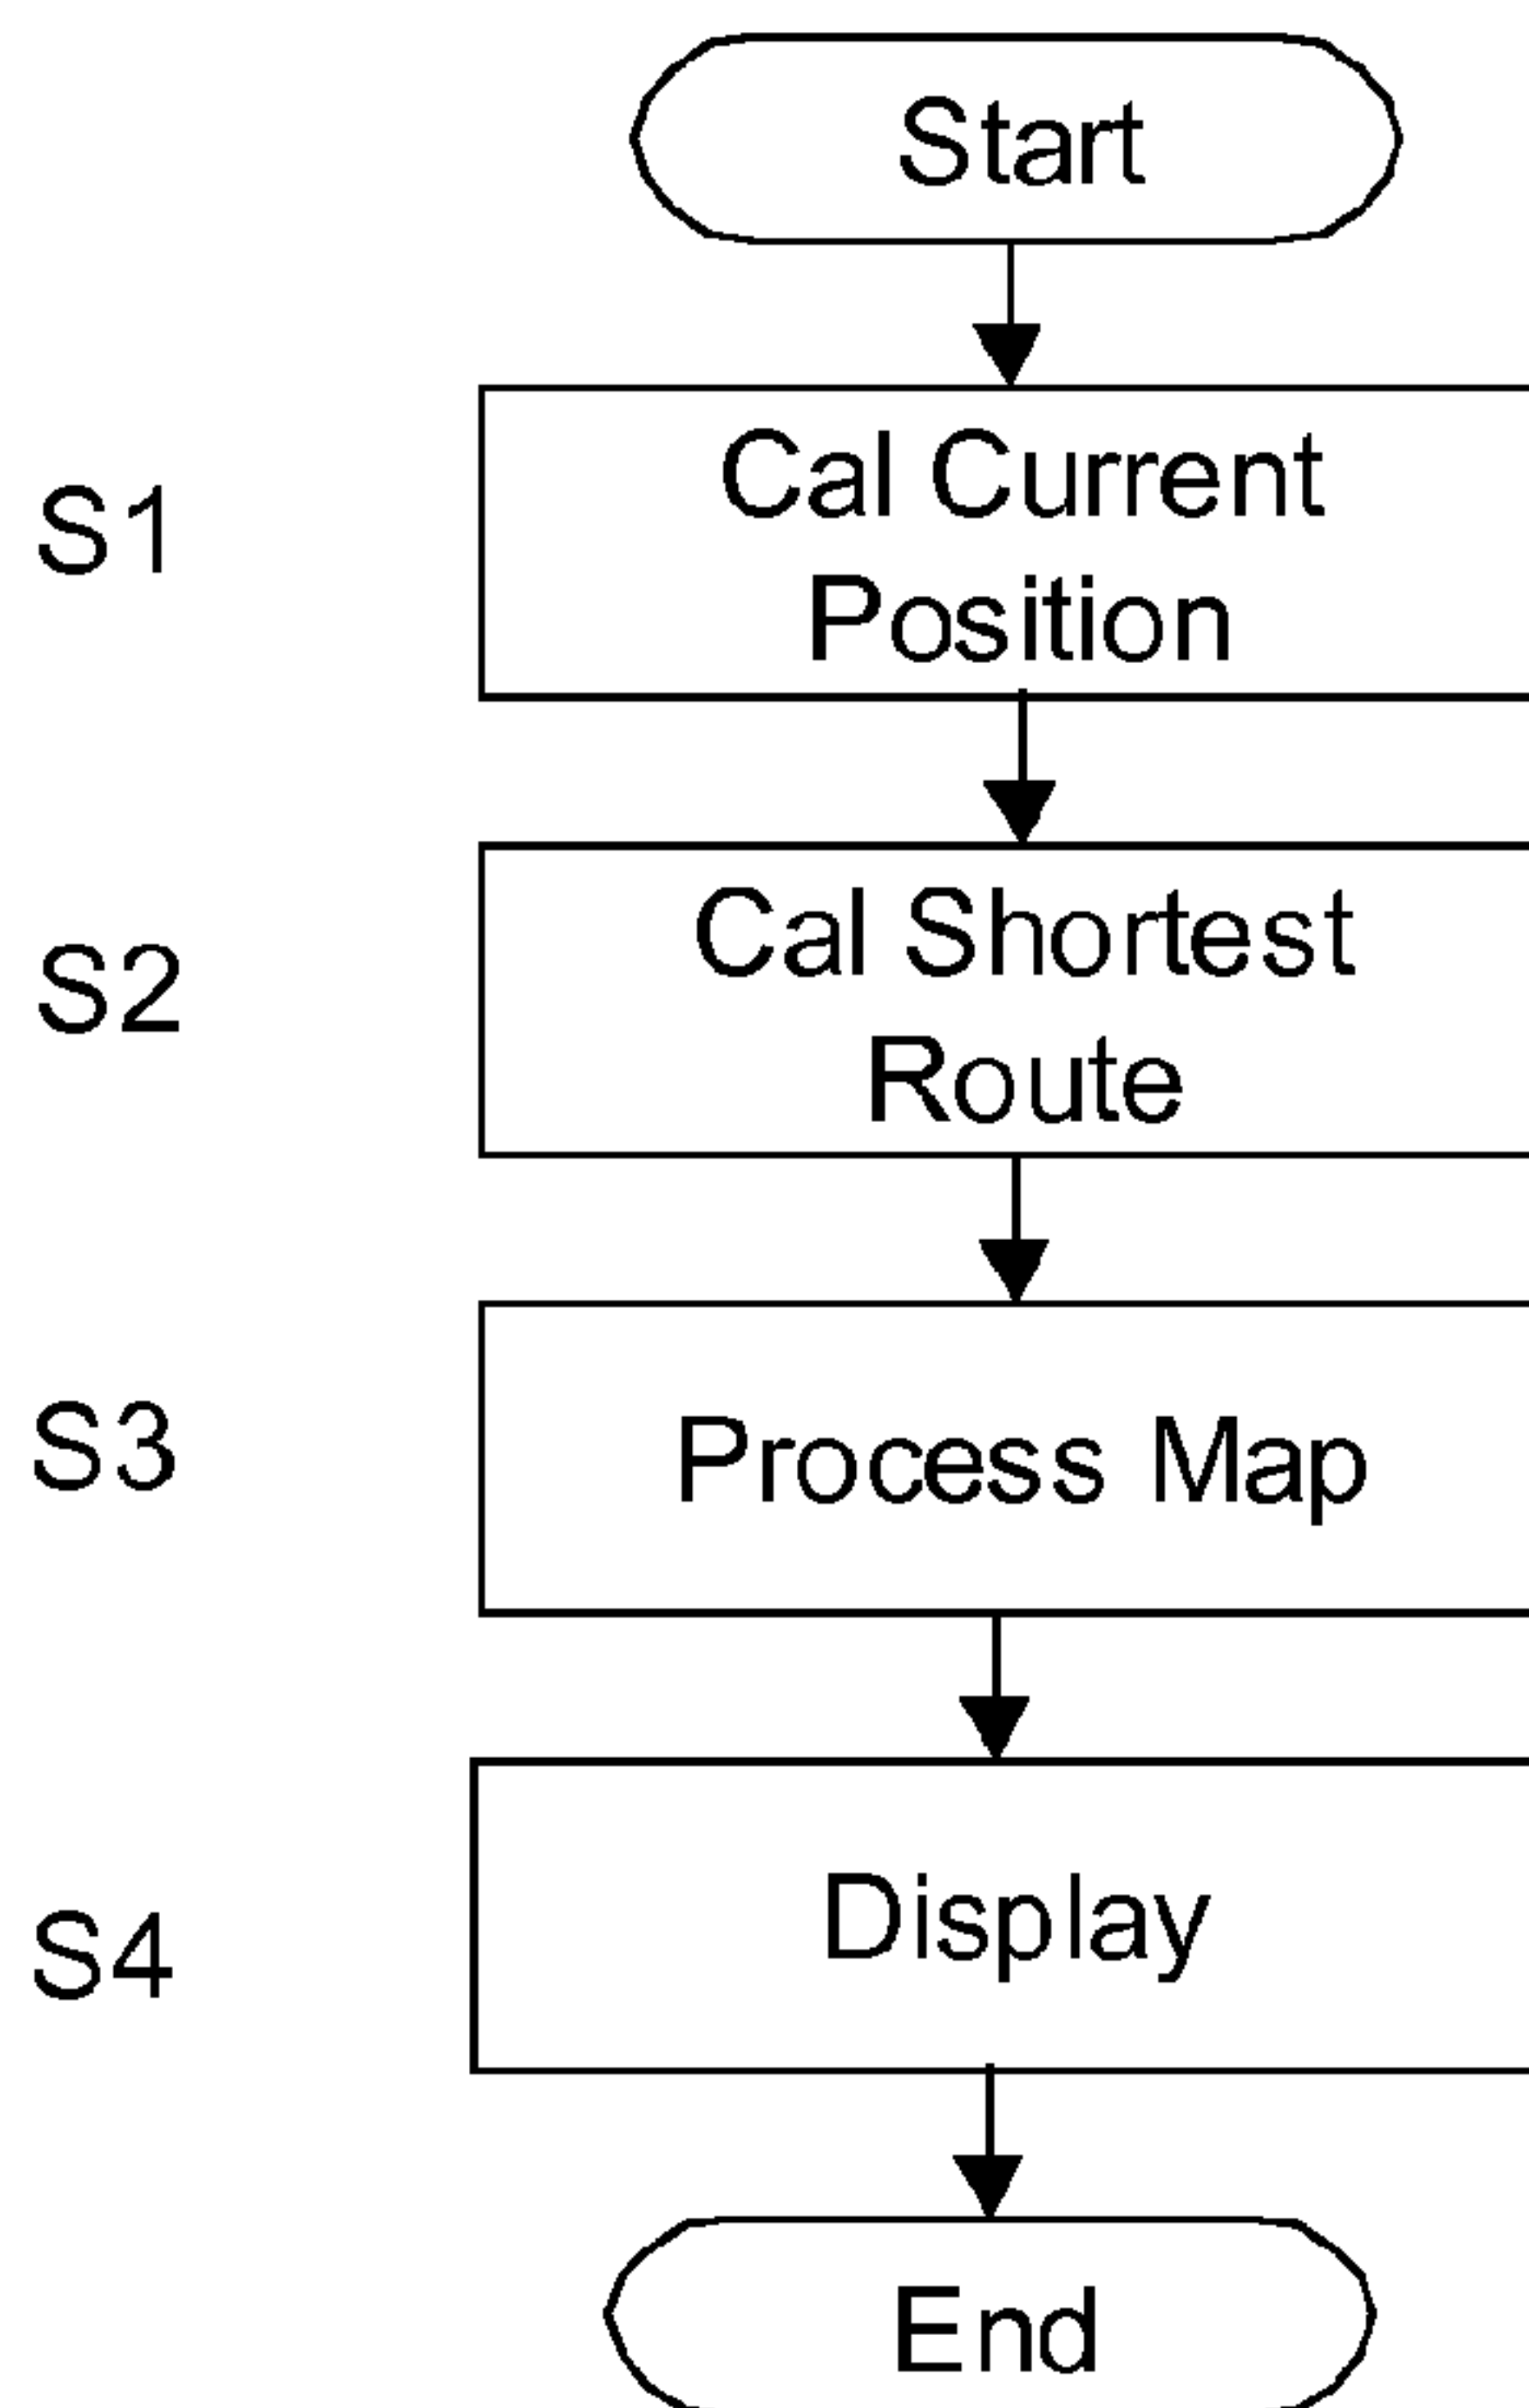 Start
S1
Cal Current
Position
S2
Cal Shortest
Route
S3
Process Map
S4
Display
End